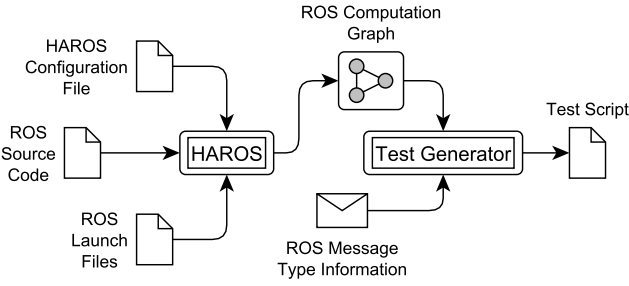 HAROS
Configuration
File
ROS
Source
Code
ROS
Launch
Files
HAROS
ROS Computation
Graph
ROS Message
Type Information
Test Generator
Test Script